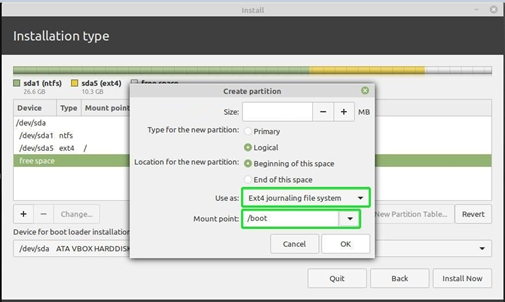 Install
Installation type
sda1 (ntfs) sda5 (ext4) free space
26.6 GB 10.3 GB
Create partition
Size: - + MB
Type for the new partition: Primary
Logical
Location for the new partition: Beginning of this space
End of this space
Use as: Ext4 journaling file system
Mount point: /boot
Cancel OK
Device Type Mount point
/dev/sda
/dev/sda1 ntfs
/dev/sda5 ext4 /
free space
+ - Change... New Partition Table... Revert
Device for boot loader installation
/dev/sda ATA VBOX HARDDISK
Quit Back Install Now